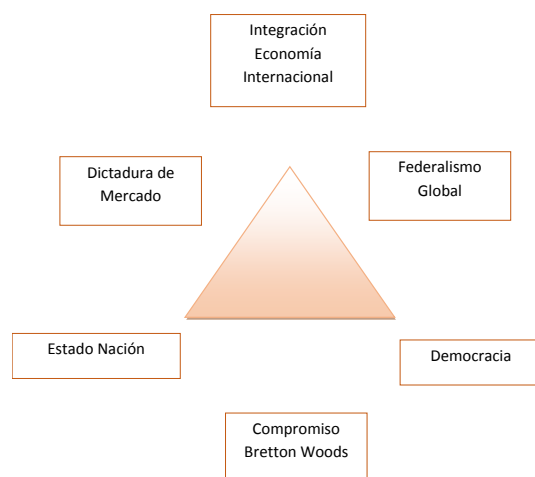 Integración
Economía
Internacional
Dictadura de
Mercado
Federalismo
Global
Estado Nación
Democracia
Compromiso
Bretton Woods